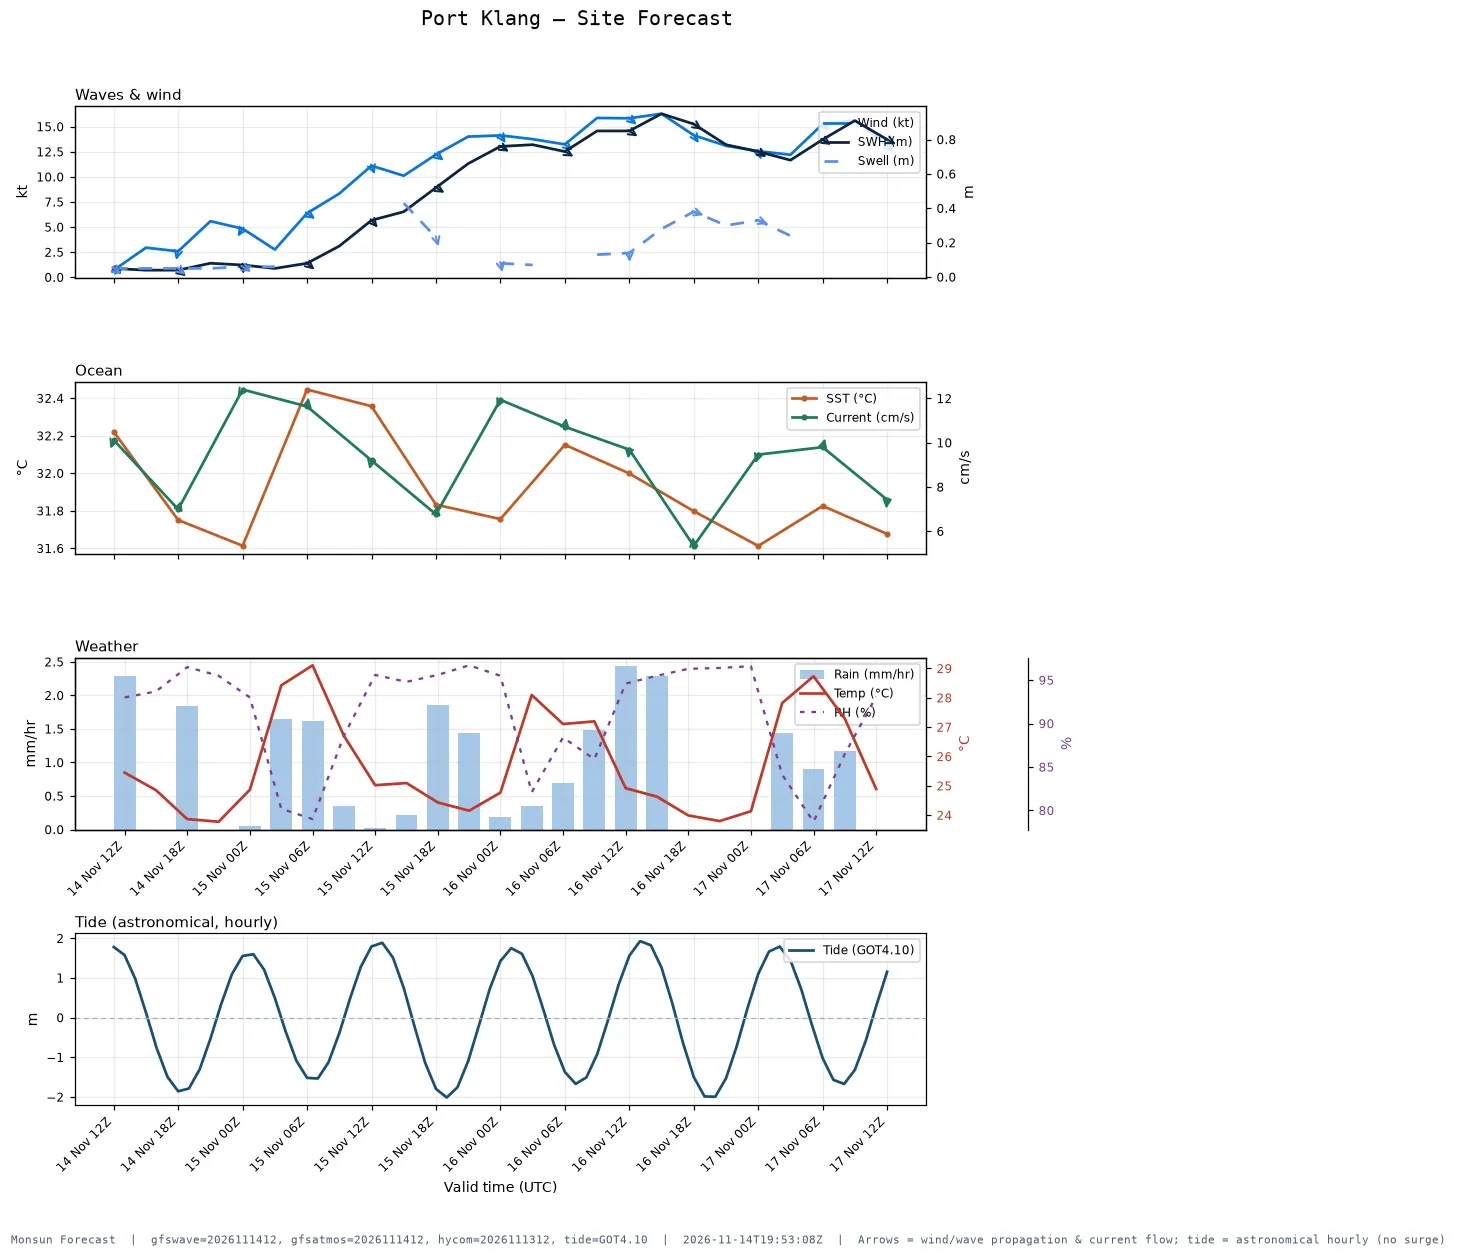 Port Klang — Site Forecast
Waves & wind
15.0
12.5
10.0
7.5
5.0
2.5
0.0
kt
0.8
0.6
0.4
0.2
0.0
m
Wind (kt)
SWH (m)
Swell (m)
Ocean
32.4
32.2
32.0
31.8
31.6
°C
12
10
8
6
cm/s
SST (°C)
Current (cm/s)
Weather
2.5
2.0
1.5
1.0
0.5
0.0
mm/hr
29
28
27
26
25
24
°C
95
90
85
80
%
Rain (mm/hr)
Temp (°C)
RH (%)
14 Nov 12Z
14 Nov 18Z
15 Nov 00Z
15 Nov 06Z
15 Nov 12Z
15 Nov 18Z
16 Nov 00Z
16 Nov 06Z
16 Nov 12Z
16 Nov 18Z
17 Nov 00Z
17 Nov 06Z
17 Nov 12Z
Tide (astronomical, hourly)
2
1
0
−1
−2
m
Tide (GOT4.10)
14 Nov 12Z
14 Nov 18Z
15 Nov 00Z
15 Nov 06Z
15 Nov 12Z
15 Nov 18Z
16 Nov 00Z
16 Nov 06Z
16 Nov 12Z
16 Nov 18Z
17 Nov 00Z
17 Nov 06Z
17 Nov 12Z
Valid time (UTC)
Monsun Forecast | gfswave=2026111412, gfsatmos=2026111412, hycom=2026111312, tide=GOT4.10 | 2026-11-14T19:53:08Z | Arrows = wind/wave propagation & current flow; tide = astronomical hourly (no surge)